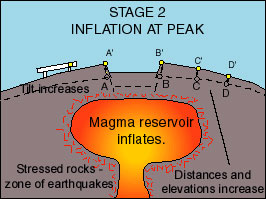 STAGE 2
INFLATION AT PEAK
A' B' C' D'
Tilt increases
A B C D
Magma reservoir
inflates.
Stressed rocks -
zone of earthquakes
Distances and
elevations increase